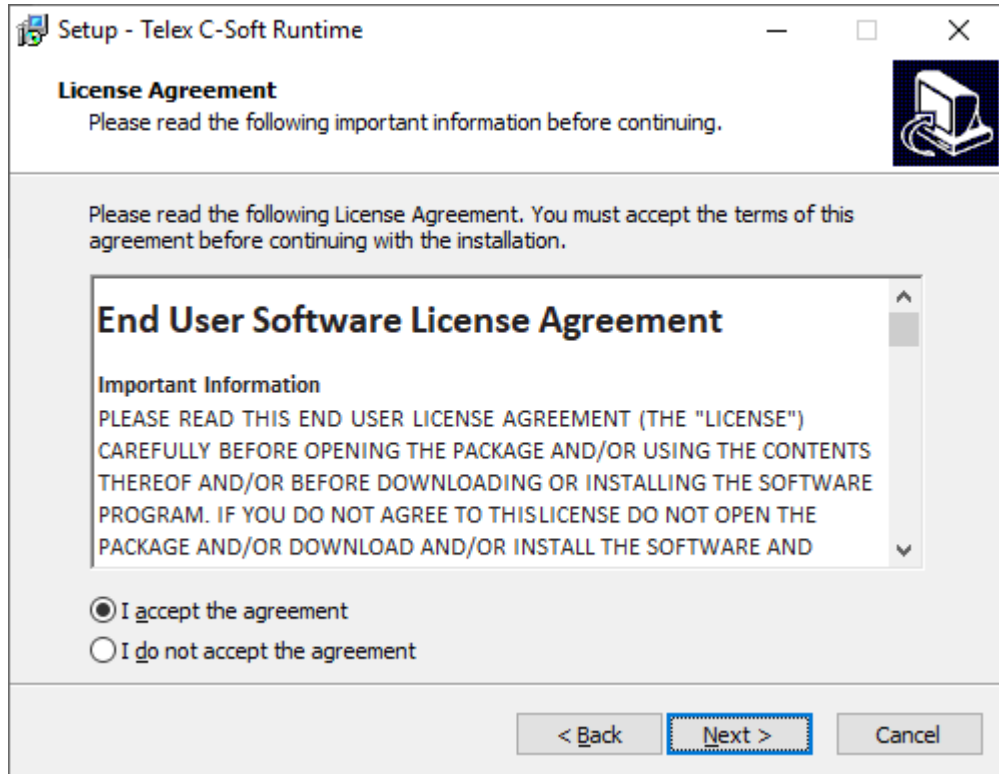 Setup - Telex C-Soft Runtime
License Agreement
Please read the following important information before continuing.
Please read the following License Agreement. You must accept the terms of this
agreement before continuing with the installation.
End User Software License Agreement
Important Information
PLEASE READ THIS END USER LICENSE AGREEMENT (THE "LICENSE")
CAREFULLY BEFORE OPENING THE PACKAGE AND/OR USING THE CONTENTS
THEREOF AND/OR BEFORE DOWNLOADING OR INSTALLING THE SOFTWARE
PROGRAM. IF YOU DO NOT AGREE TO THISLICENSE DO NOT OPEN THE
PACKAGE AND/OR DOWNLOAD AND/OR INSTALL THE SOFTWARE AND
I accept the agreement
I do not accept the agreement
< Back
Next >
Cancel